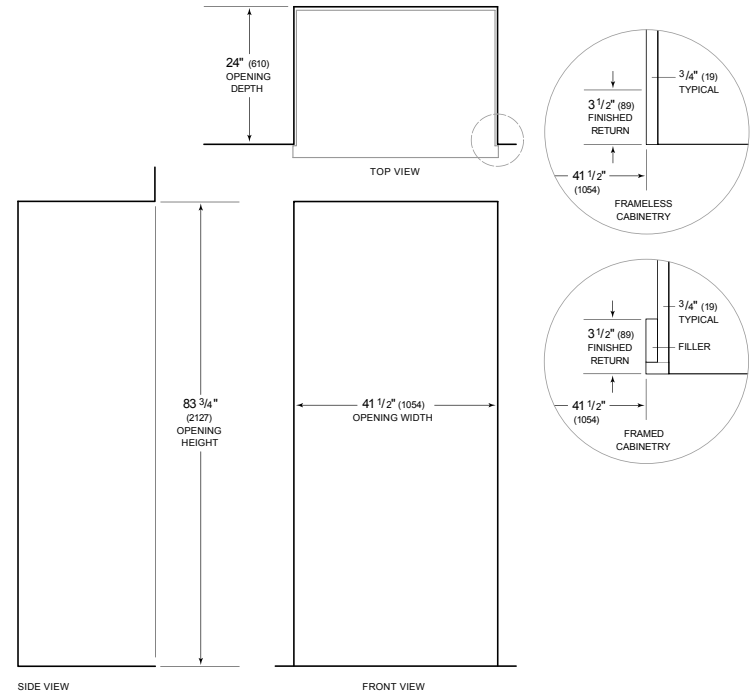 24" (610)
OPENING
DEPTH
TOP VIEW
3/4" (19)
TYPICAL
3 1/2" (89)
FINISHED
RETURN
41 1/2"
(1054)
FRAMELESS
CABINETRY
3/4" (19)
TYPICAL
3 1/2" (89)
FINISHED
RETURN
FILLER
41 1/2"
(1054)
FRAMED
CABINETRY
83 3/4"
(2127)
OPENING
HEIGHT
41 1/2" (1054)
OPENING WIDTH
SIDE VIEW
FRONT VIEW